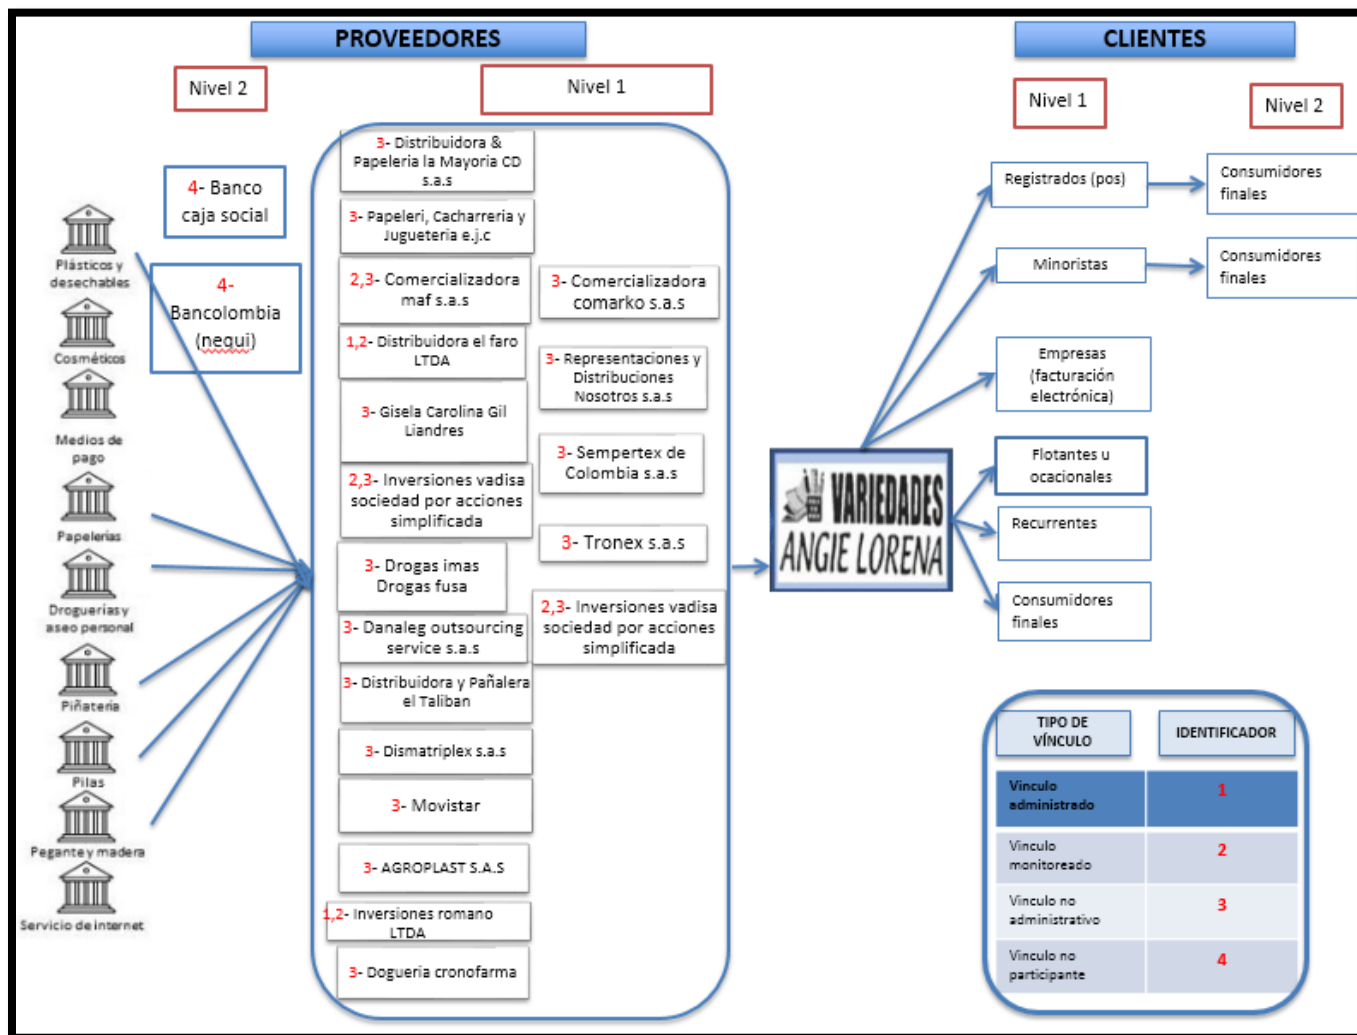 PROVEEDORES
CLIENTES
Nivel 2
Nivel 1
Nivel 1
Nivel 2
4- Banco
caja social
4-
Bancolombia
(nequi)
Plásticos y
desechables
Cosméticos
Medios de
pago
Papelerías
Droguerías y
aseo personal
Piñatería
Pilas
Pegante y madera
Servicio de internet
3- Distribuidora &
Papeleria la Mayoria CD
s.a.s
3- Papeleri, Cacharreria y
Jugueteria e.j.c
2,3- Comercializadora
maf s.a.s
1,2- Distribuidora el faro
LTDA
3- Gisela Carolina Gil
Liandres
2,3- Inversiones vadisa
sociedad por acciones
simplificada
3- Drogas imas
Drogas fusa
3- Danaleg outsourcing
service s.a.s
3- Distribuidora y Pañalera
el Taliban
3- Dismatriplex s.a.s
3- Movistar
3- AGROPLAST S.A.S
1,2- Inversiones romano
LTDA
3- Dogueria cronofarma
3- Comercializadora
comarko s.a.s
3- Representaciones y
Distribuciones
Nosotros s.a.s
3- Sempertex de
Colombia s.a.s
3- Tronex s.a.s
2,3- Inversiones vadisa
sociedad por acciones
simplificada
VARIEDADES
ANGIE LORENA
Registrados (pos)
Consumidores
finales
Minoristas
Consumidores
finales
Empresas
(facturación
electrónica)
Flotantes u
ocacionales
Recurrentes
Consumidores
finales
TIPO DE
VÍNCULO
IDENTIFICADOR
Vinculo
administrado
1
Vinculo
monitoreado
2
Vinculo no
administrativo
3
Vinculo no
participante
4